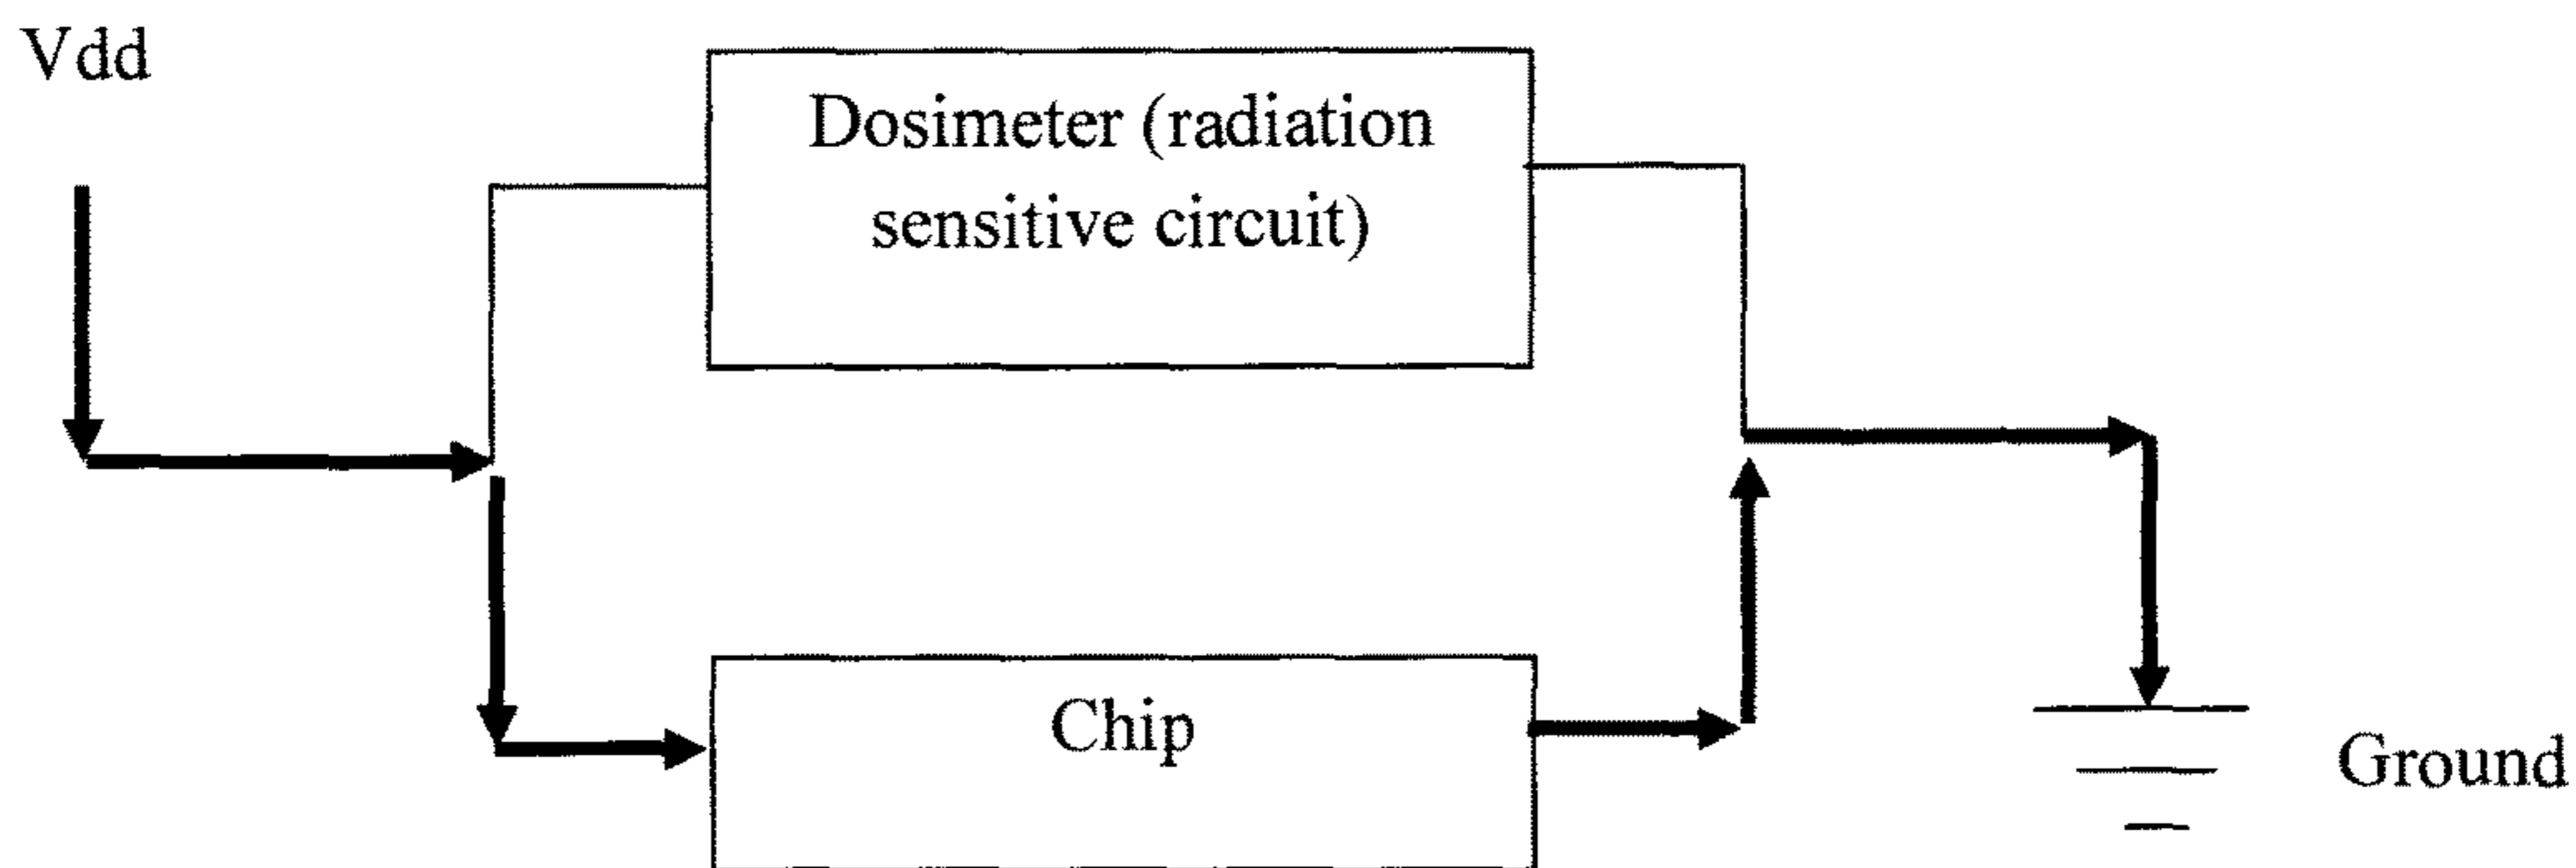 Vdd
Dosimeter (radiation
sensitive circuit)
Chip
Ground